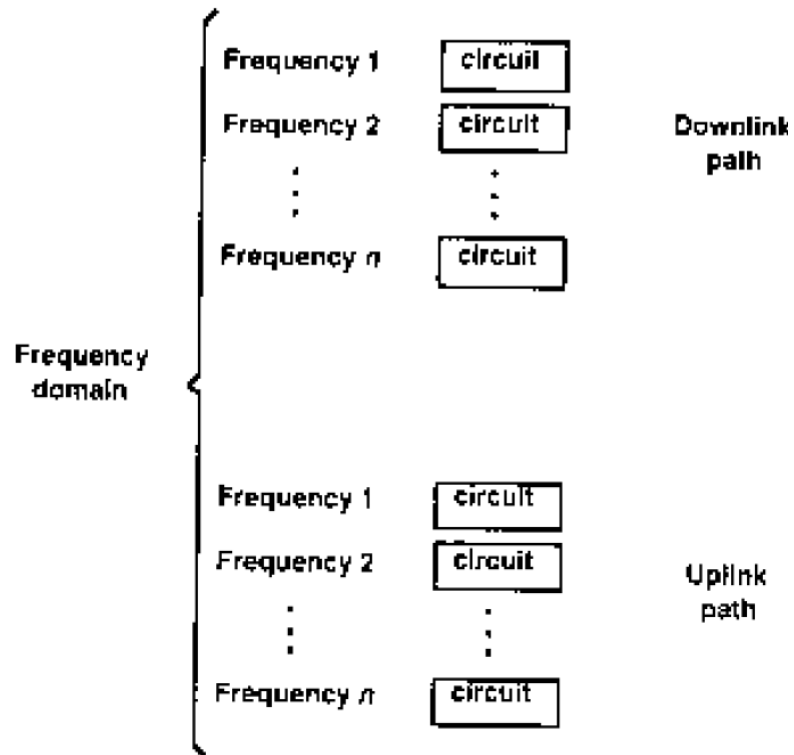 Frequency 1 circuit
Frequency 2 circuit
Downlink
path
Frequency n circuit
Frequency
domain
Frequency 1 circuit
Frequency 2 circuit
Uplink
path
Frequency n circuit